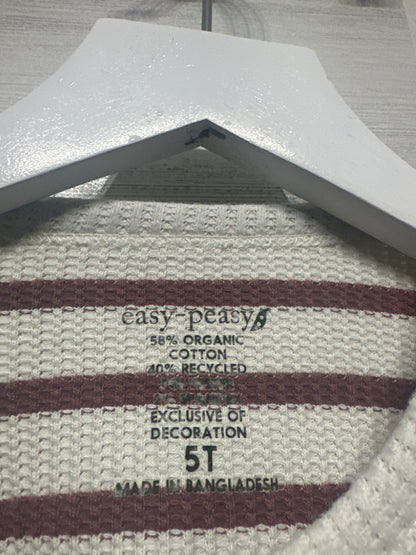 easy-peasy
58% ORGANIC
COTTON
40% RECYCLED
EXCLUSIVE OF
DECORATION
5T
MADE IN BANGLADESH